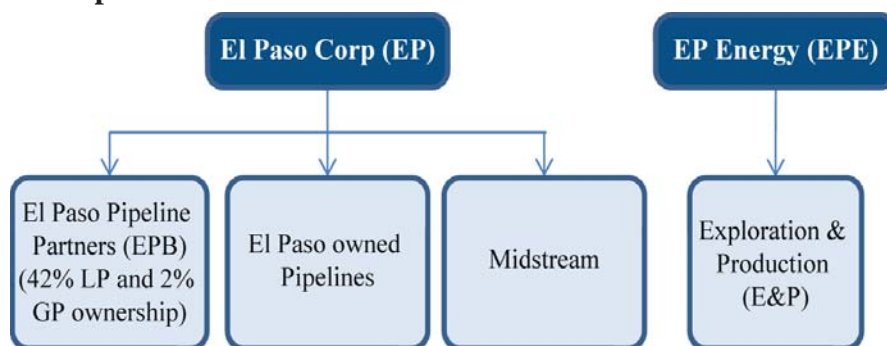 El Paso Corp (EP)
EP Energy (EPE)
El Paso Pipeline
Partners (EPB)
(42% LP and 2%
GP ownership)
El Paso owned
Pipelines
Midstream
Exploration &
Production
(E&P)